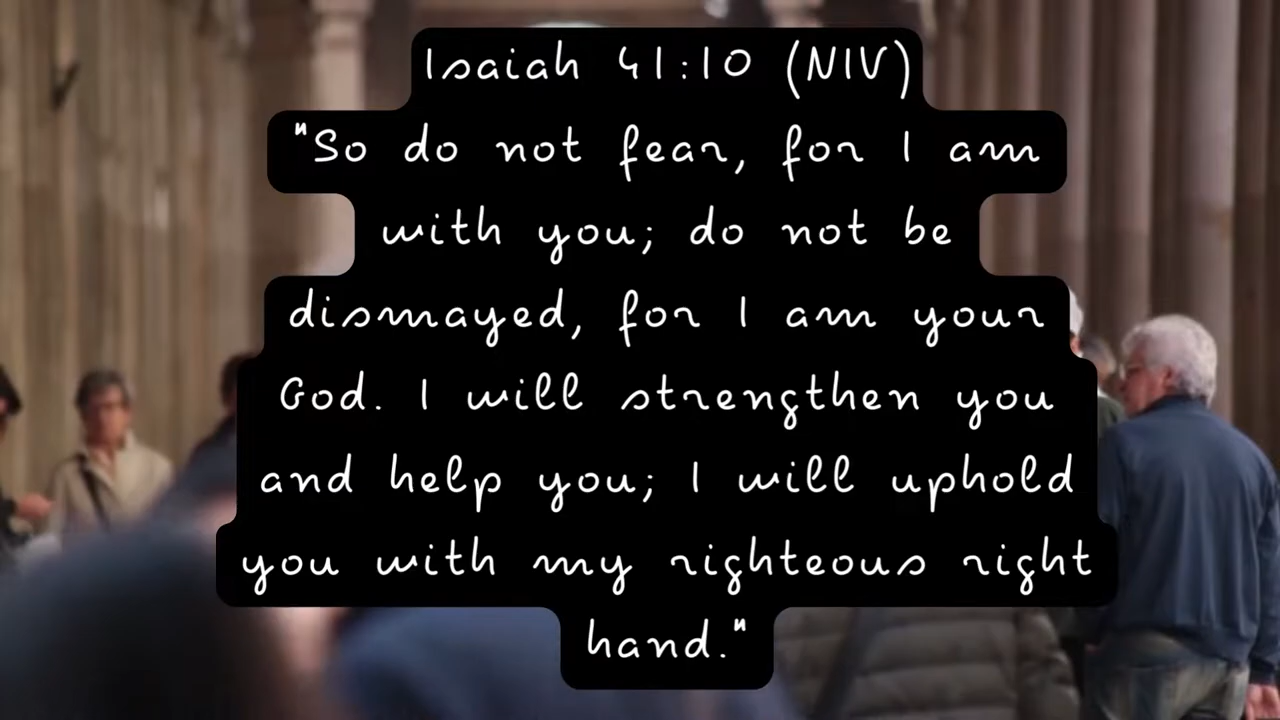 Isaiah 41:10 (NIV)
"So do not fear, for I am
with you; do not be
dismayed, for I am your
God. I will strengthen you
and help you; I will uphold
you with my righteous right
hand."